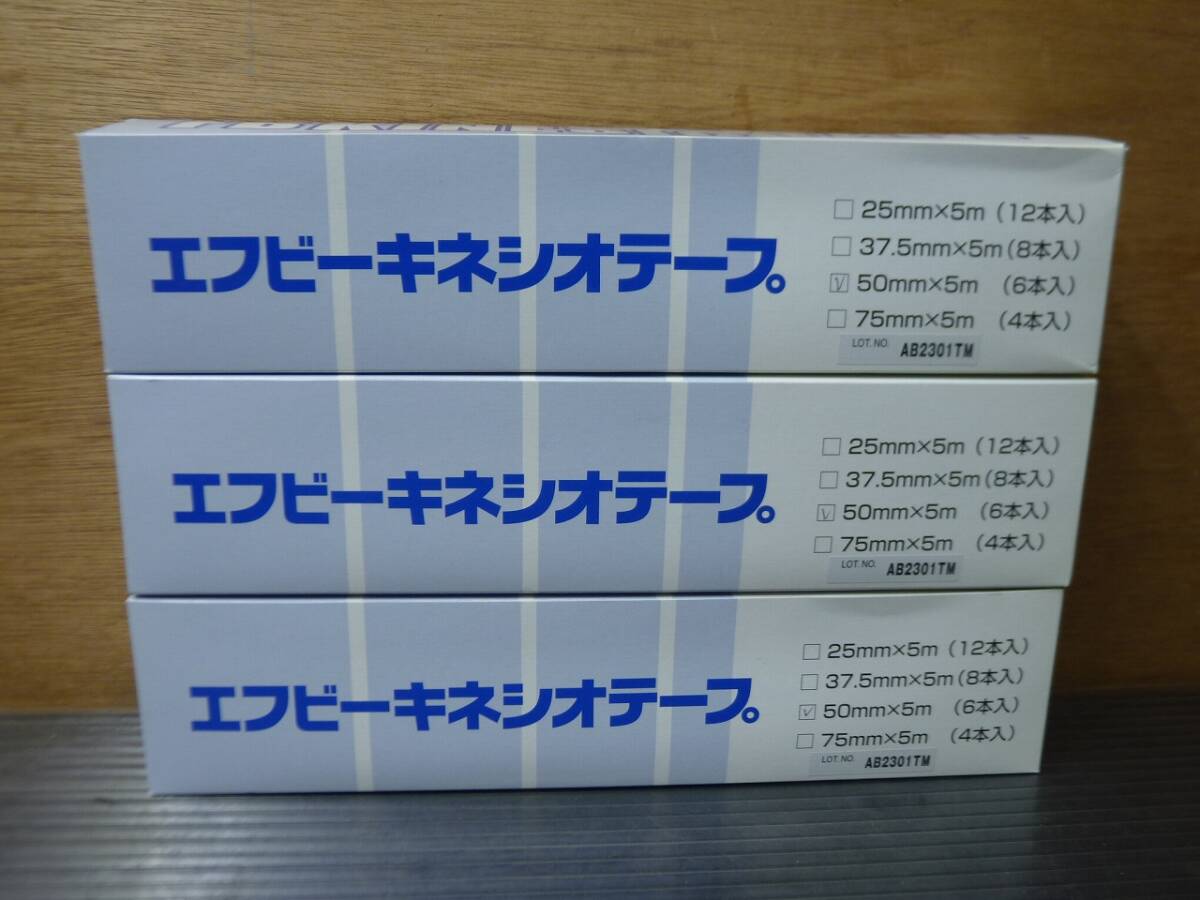 エフビーキネシオテープ
□ 25mm×5m (12本入)
□ 37.5mm×5m (8本入)
☑ 50mm×5m (6本入)
□ 75mm×5m (4本入)
LOT. NO. AB2301TM
エフビーキネシオテープ
□ 25mm×5m (12本入)
□ 37.5mm×5m (8本入)
☑ 50mm×5m (6本入)
□ 75mm×5m (4本入)
LOT. NO. AB2301TM
エフビーキネシオテープ
□ 25mm×5m (12本入)
□ 37.5mm×5m (8本入)
☑ 50mm×5m (6本入)
□ 75mm×5m (4本入)
LOT. NO. AB2301TM